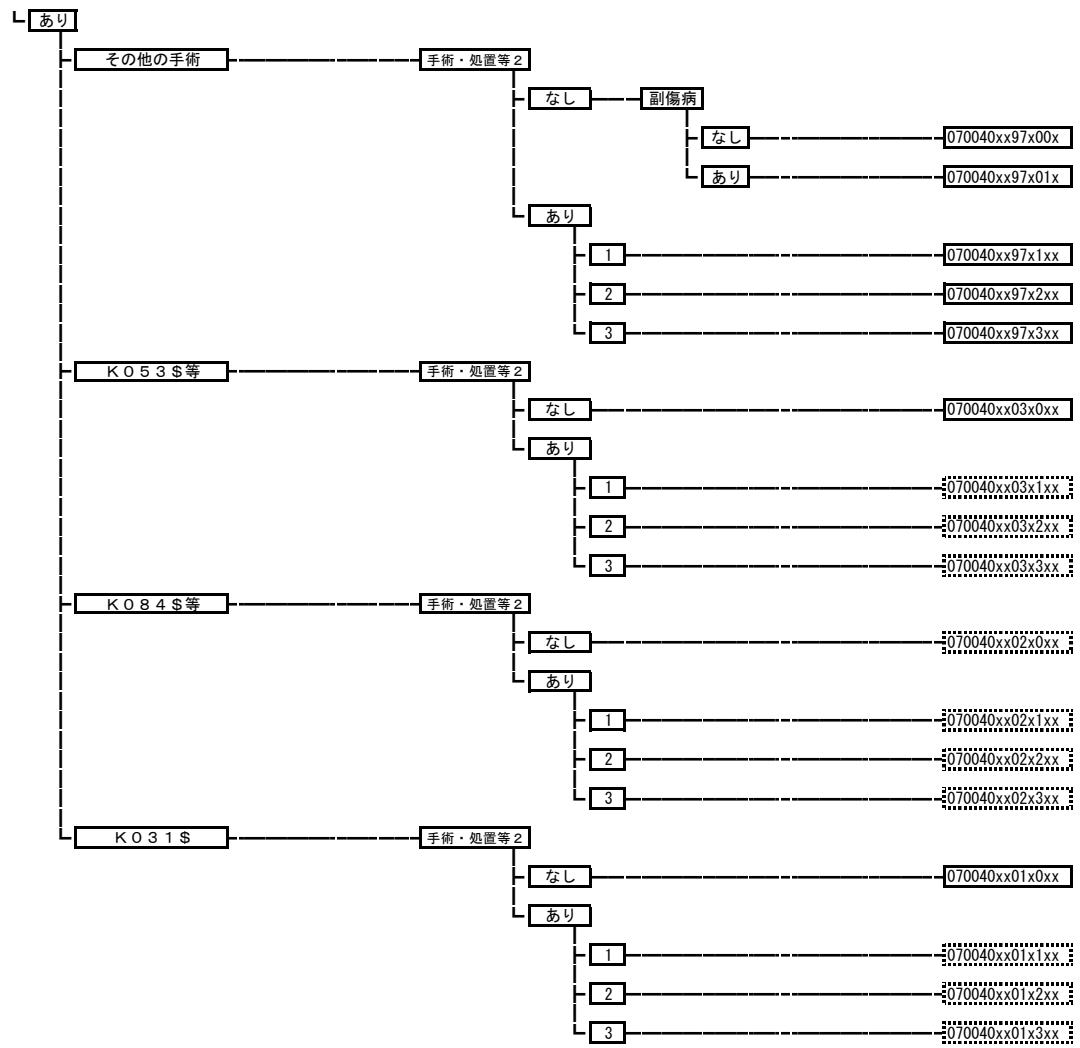 あり
その他の手術 手術・処置等2
なし 副傷病
なし 070040xx97x00x
あり 070040xx97x01x
あり
1 070040xx97x1xx
2 070040xx97x2xx
3 070040xx97x3xx
K053$等 手術・処置等2
なし 070040xx03x0xx
あり
1 070040xx03x1xx
2 070040xx03x2xx
3 070040xx03x3xx
K084$等 手術・処置等2
なし 070040xx02x0xx
あり
1 070040xx02x1xx
2 070040xx02x2xx
3 070040xx02x3xx
K031$ 手術・処置等2
なし 070040xx01x0xx
あり
1 070040xx01x1xx
2 070040xx01x2xx
3 070040xx01x3xx